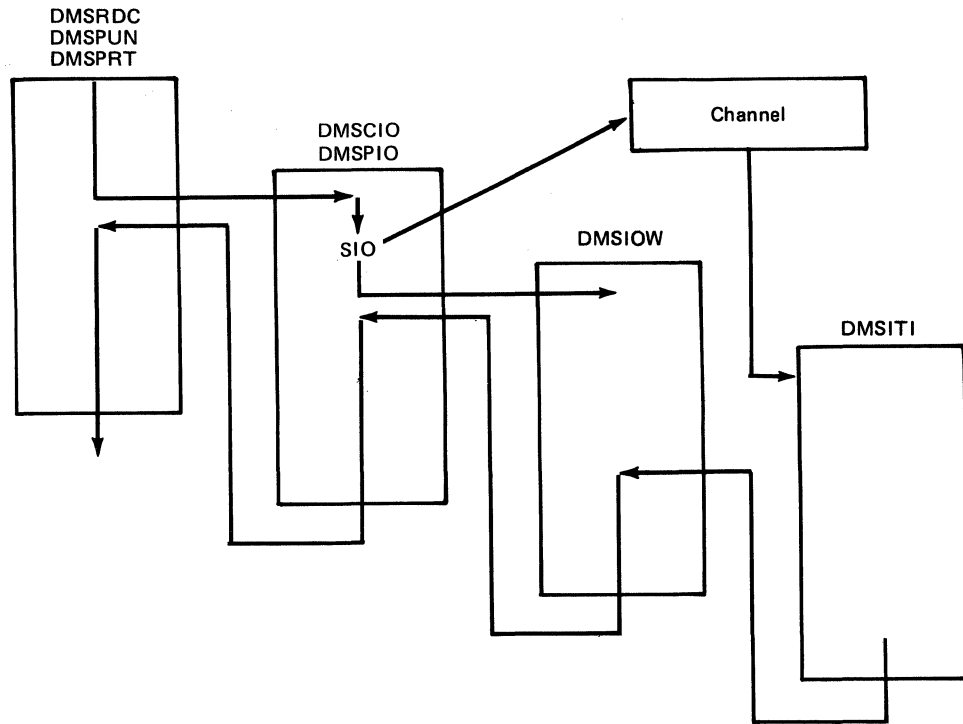 DMSRDC
DMSPUN
DMSPRT
Channel
DMSCIO
DMSPIO
SIO
DMSIOW
DMSITI